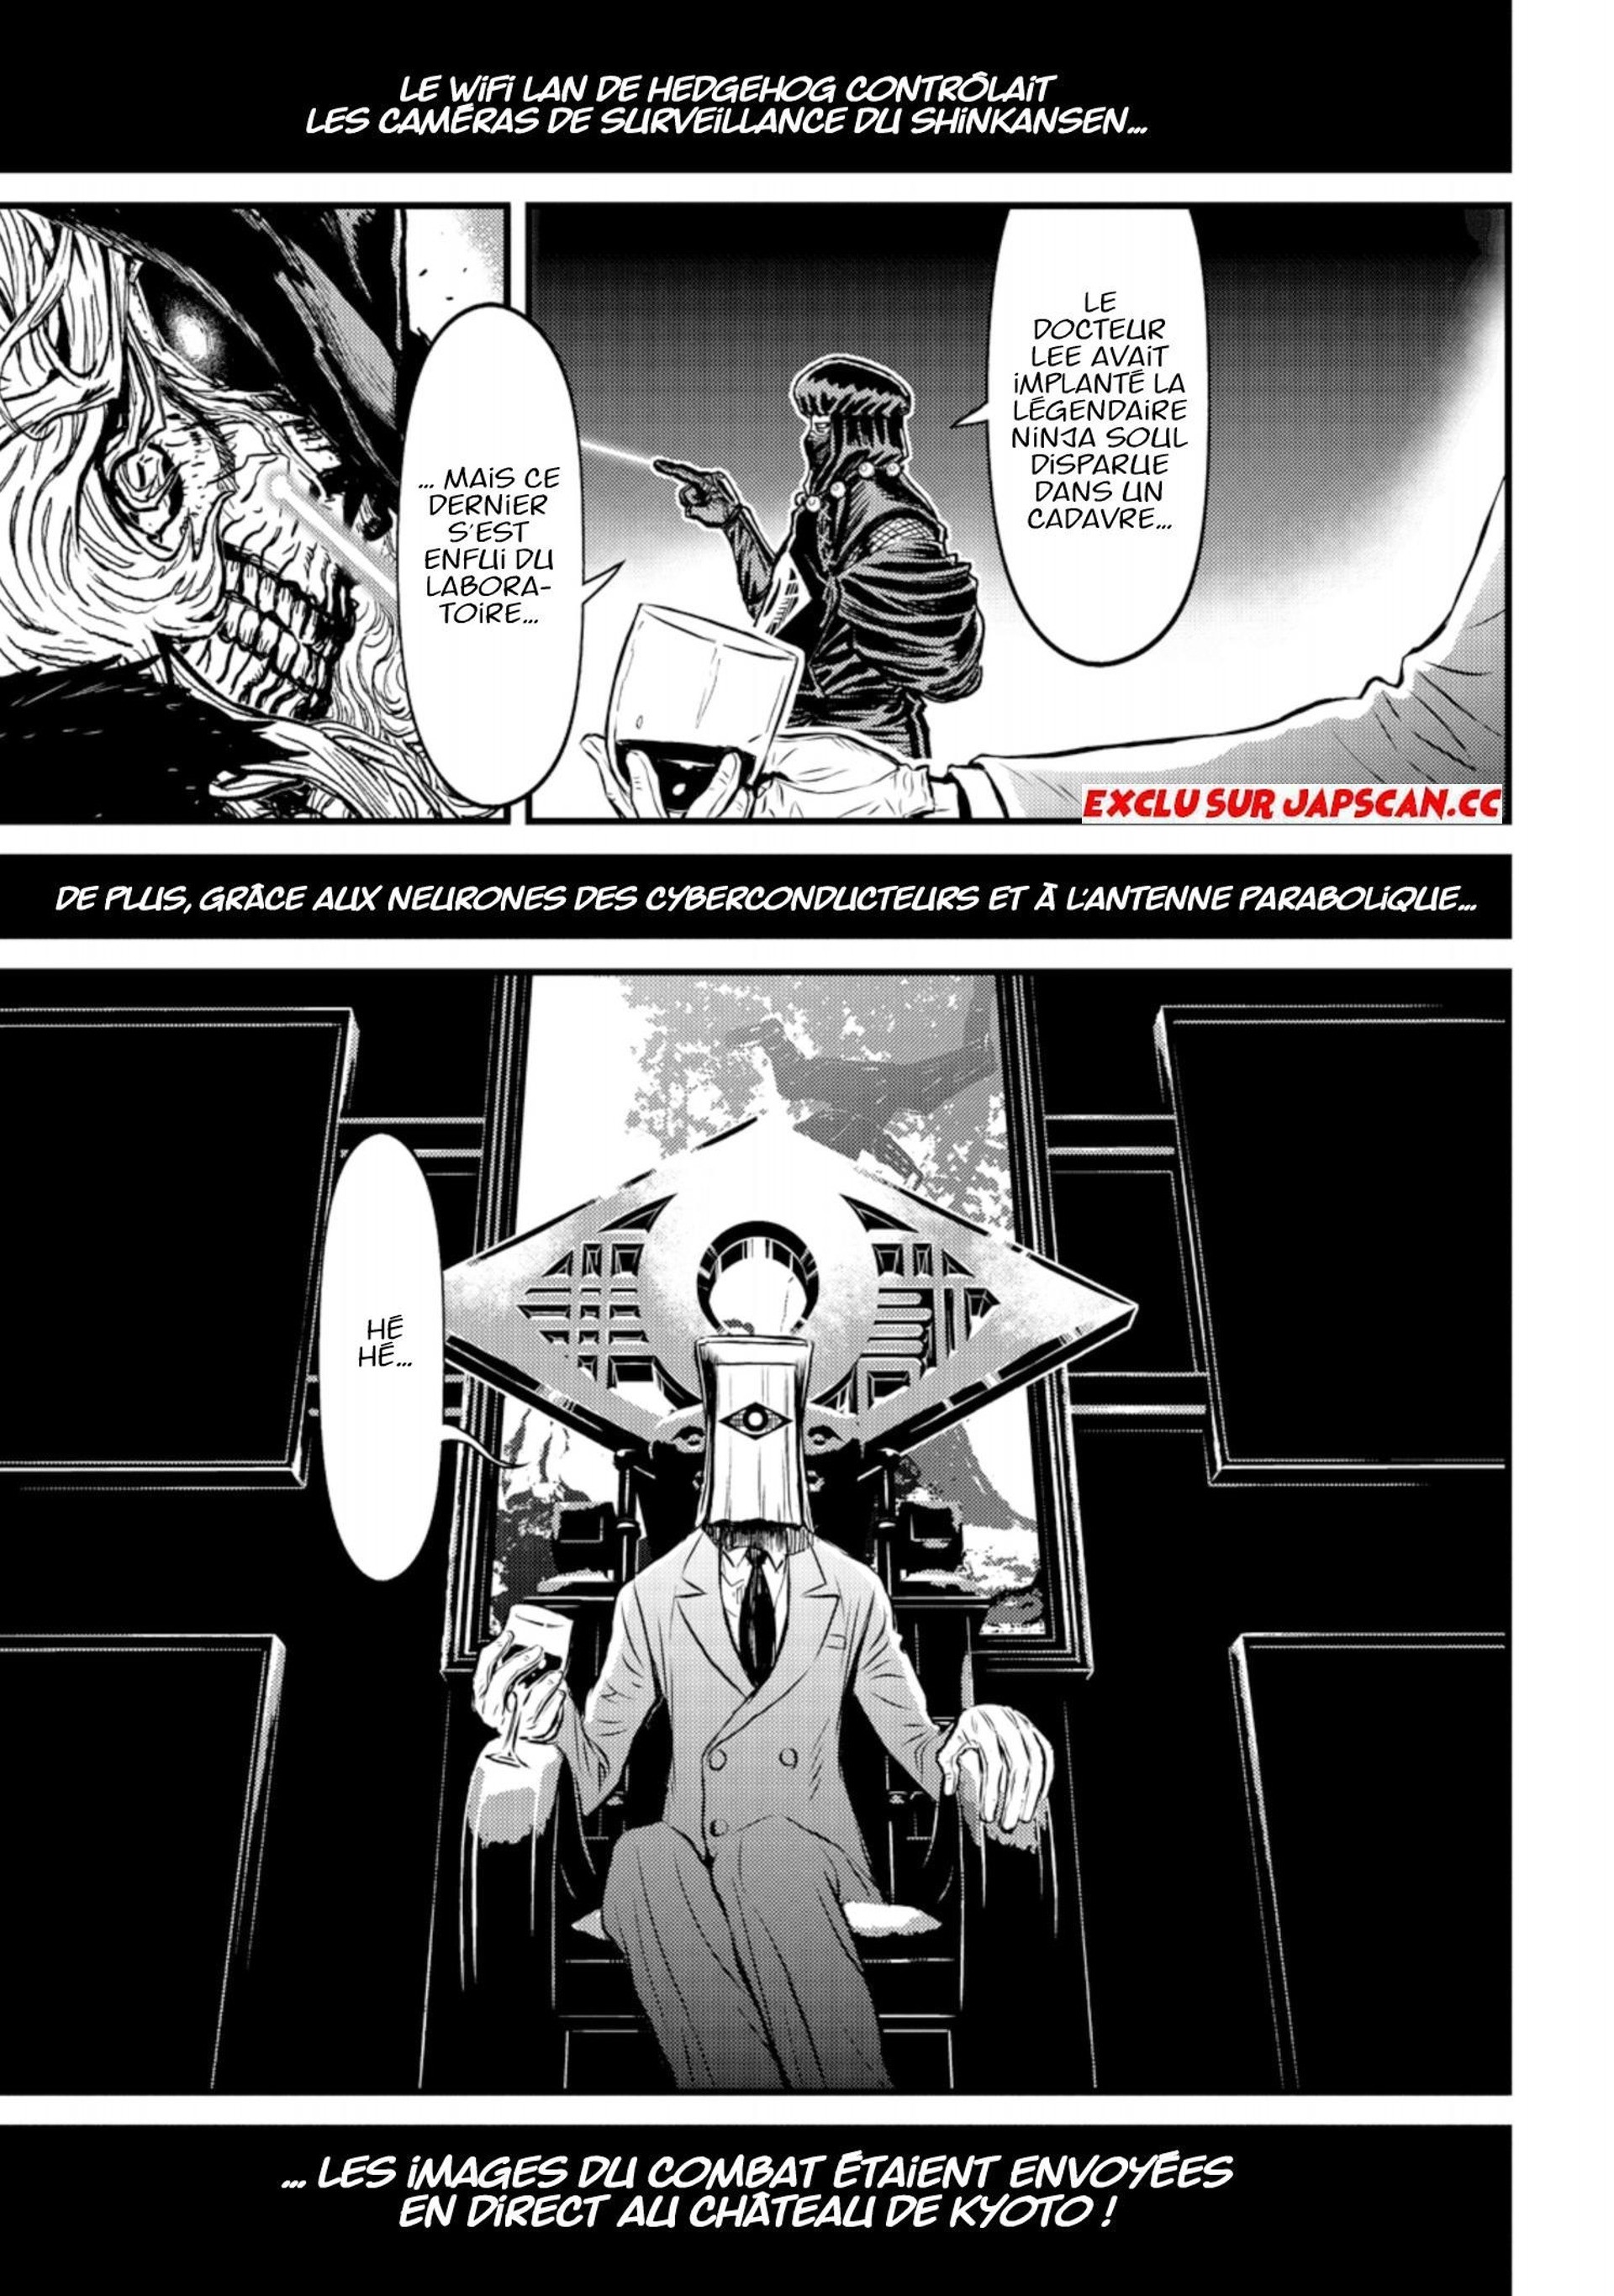 LE WiFi LAN DE HEDGEHOG CONTRÔLAiT
LES CAMÉRAS DE SURVEiLLANCE DU SHiNKANSEN...
LE
DOCTEUR
LEE AVAiT
iMPLANTÉ LA
LÉGENDAiRE
NiNJA SOUL
DiSPARUE
DANS UN
CADAVRE...
... MAiS CE
DERNiER
S'EST
ENFUi DU
LABORA-
TOiRE...
EXCLU SUR JAPSCAN.CC
DE PLUS, GRÂCE AUX NEURONES DES CYBERCONDUCTEURS ET À L'ANTENNE PARABOLiQUE...
HÉ
HÉ...
... LES iMAGES DU COMBAT ÉTAiENT ENVOYÉES
EN DiRECT AU CHÂTEAU DE KYOTO !